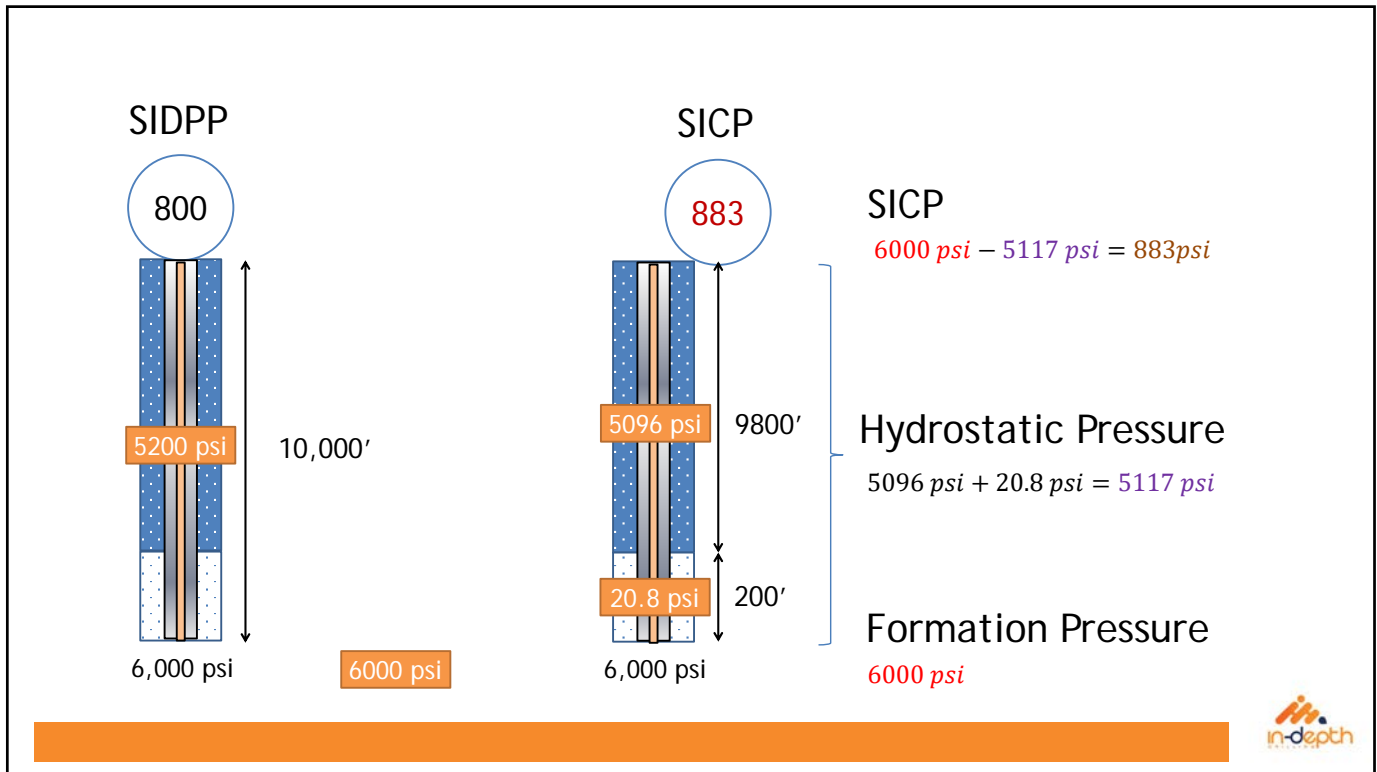 SIDPP
800
5200 psi
10,000′
6,000 psi
6000 psi
SICP
883
5096 psi
9800′
20.8 psi
200′
6,000 psi
SICP
6000 psi − 5117 psi = 883psi
Hydrostatic Pressure
5096 psi + 20.8 psi = 5117 psi
Formation Pressure
6000 psi
in-depth